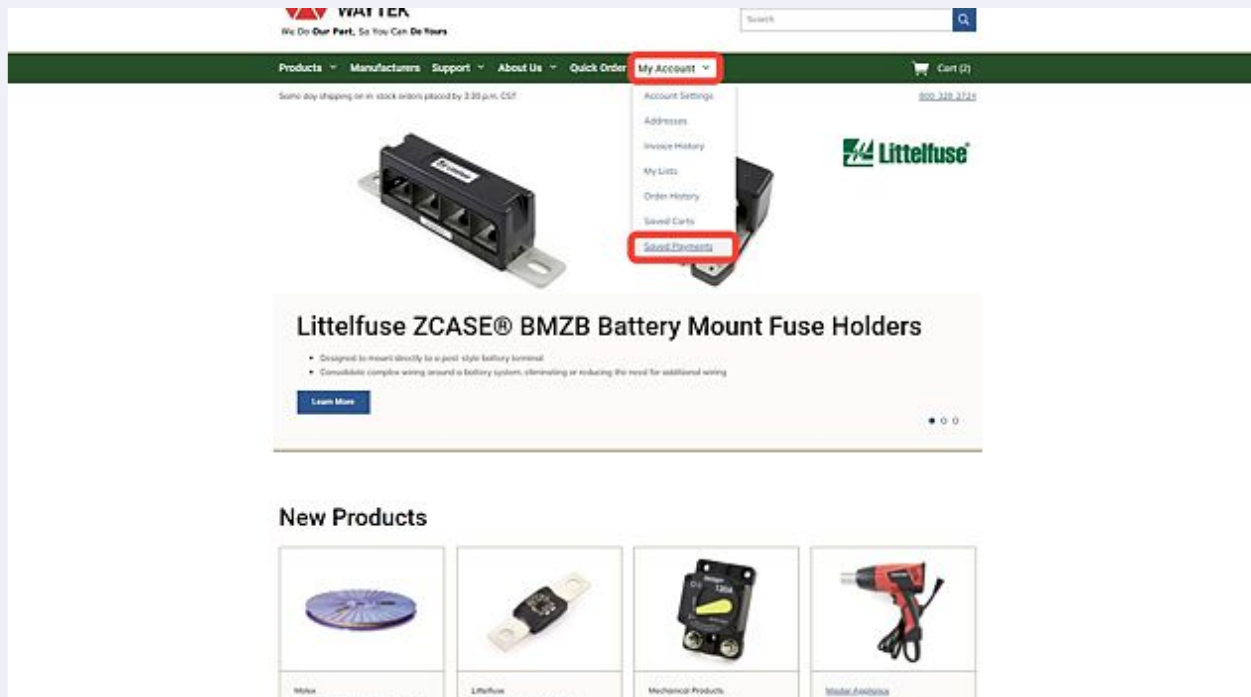 WAYTEK
We Do Our Part, So You Can Do Yours
Search
Products Manufacturers Support About Us Quick Order My Account Cart (2)
Same day shipping on in-stock orders placed by 3:30 p.m. CST
800 328 2724
Account Settings
Addresses
Invoice History
My Lists
Order History
Saved Carts
Saved Payments
Littelfuse
Littelfuse ZCASE® BMZB Battery Mount Fuse Holders
Designed to mount directly to a post-style battery terminal
Consolidate complex wiring around a battery system, eliminating or reducing the need for additional wiring
Learn More
New Products
Molex
Littelfuse
Mechanical Products
Master Appliance